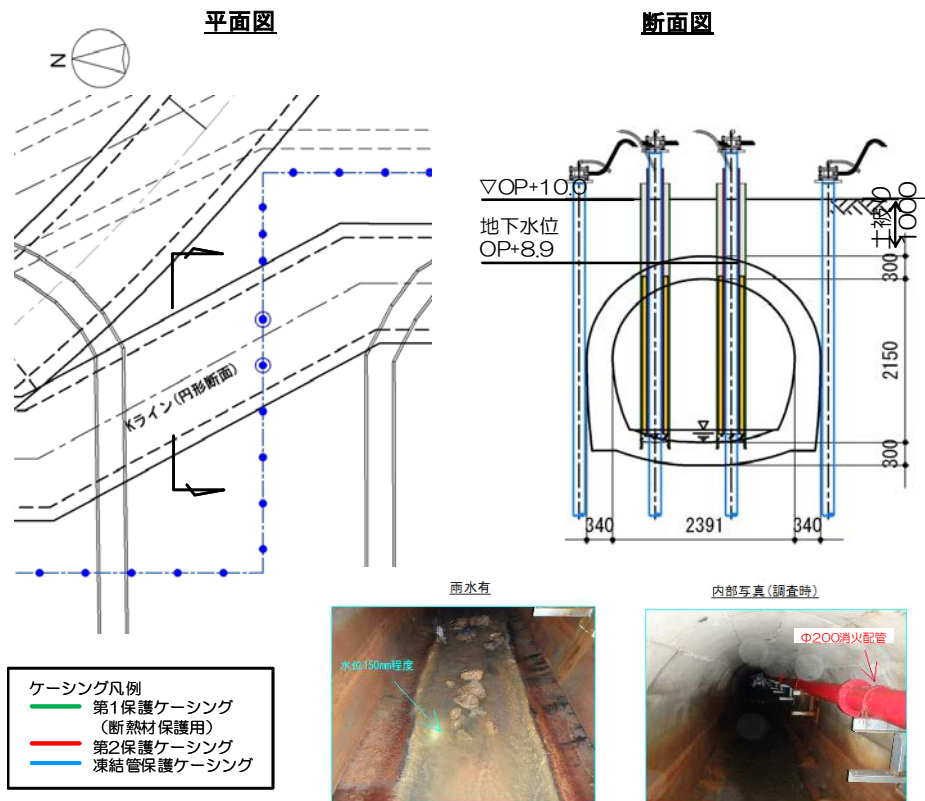 平面図
断面図
N
Kライン(円形断面)
▽OP+10.0
地下水位
OP+8.9
土被り
1000
300
2150
300
340
2391
340
雨水有
水位150mm程度
内部写真(調査時)
Φ200消火配管
ケーシング凡例
第1保護ケーシング
(断熱材保護用)
第2保護ケーシング
凍結管保護ケーシング